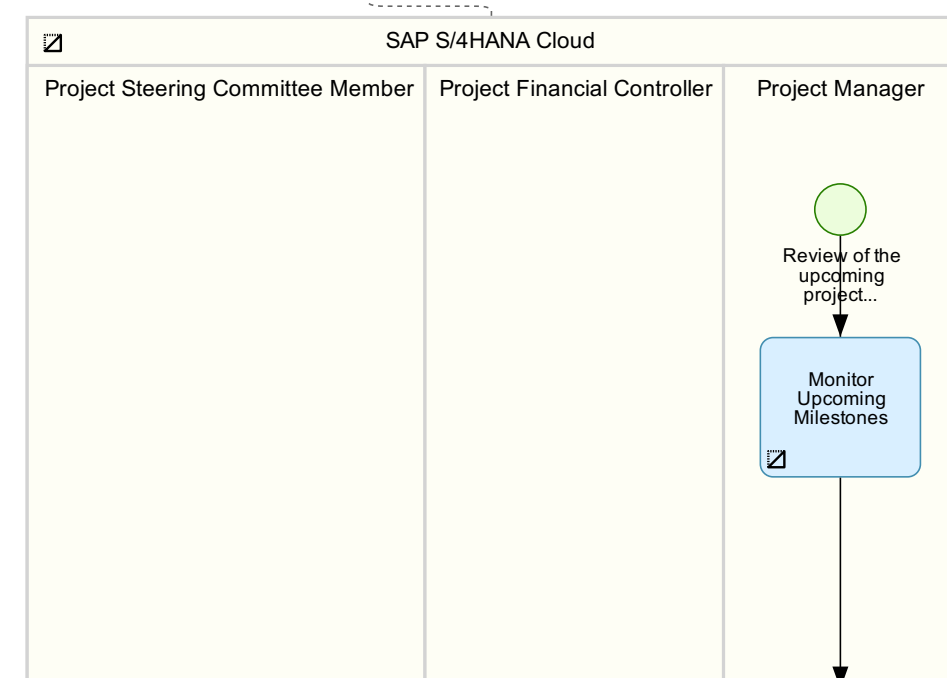 SAP S/4HANA Cloud
Project Steering Committee Member
Project Financial Controller
Project Manager
Review of the
upcoming
project...
Monitor
Upcoming
Milestones